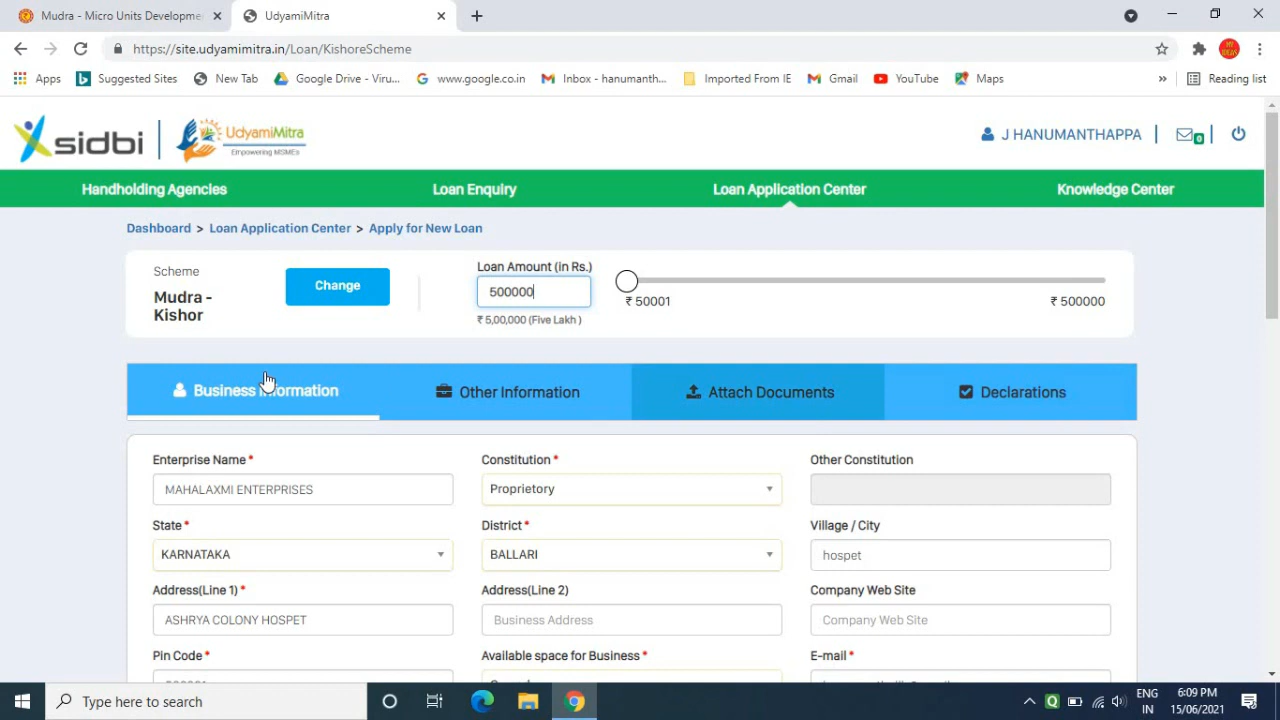 Mudra - Micro Units Developme
UdyamiMitra
https://site.udyamimitra.in/Loan/KishoreScheme
Apps
Suggested Sites
New Tab
Google Drive - Viru...
www.google.co.in
Inbox - hanumanth...
Imported From IE
Gmail
YouTube
Maps
»
Reading list
sidbi
UdyamiMitra
Empowering MSMEs
J HANUMANTHAPPA
0
Handholding Agencies
Loan Enquiry
Loan Application Center
Knowledge Center
Dashboard > Loan Application Center > Apply for New Loan
Scheme
Mudra -
Kishor
Change
Loan Amount (in Rs.)
500000
₹ 5,00,000 (Five Lakh )
₹ 50001
₹ 500000
Business Information
Other Information
Attach Documents
Declarations
Enterprise Name *
Constitution *
Other Constitution
MAHALAXMI ENTERPRISES
Proprietory
State *
District *
Village / City
KARNATAKA
BALLARI
hospet
Address(Line 1) *
Address(Line 2)
Company Web Site
ASHRYA COLONY HOSPET
Business Address
Company Web Site
Pin Code *
Available space for Business *
E-mail *
Type here to search
ENG
IN
6:09 PM
15/06/2021